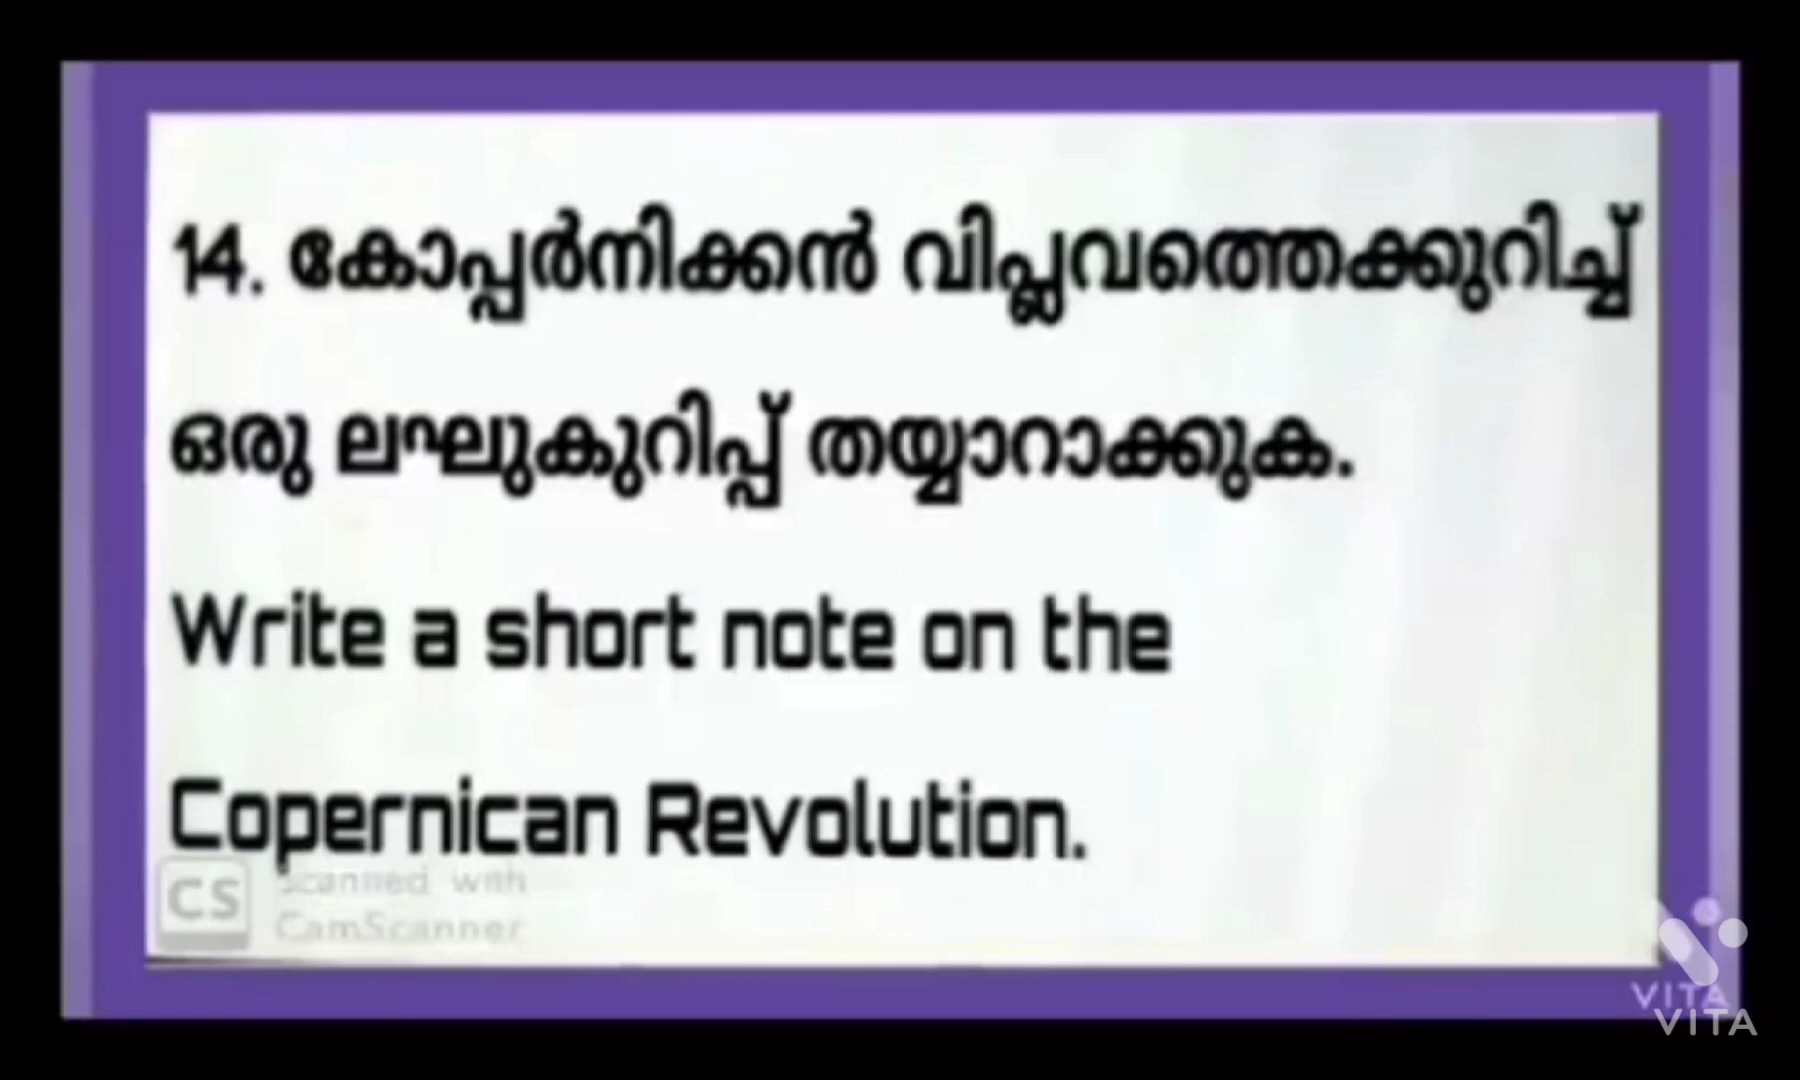 14. കോപ്പർനിക്കൻ വിപ്ലവത്തെക്കുറിച്ച്
ഒരു ലഘുകുറിപ്പ് തയ്യാറാക്കുക.
Write a short note on the
Copernican Revolution.
CS Scanned with
CamScanner
VITA
VITA